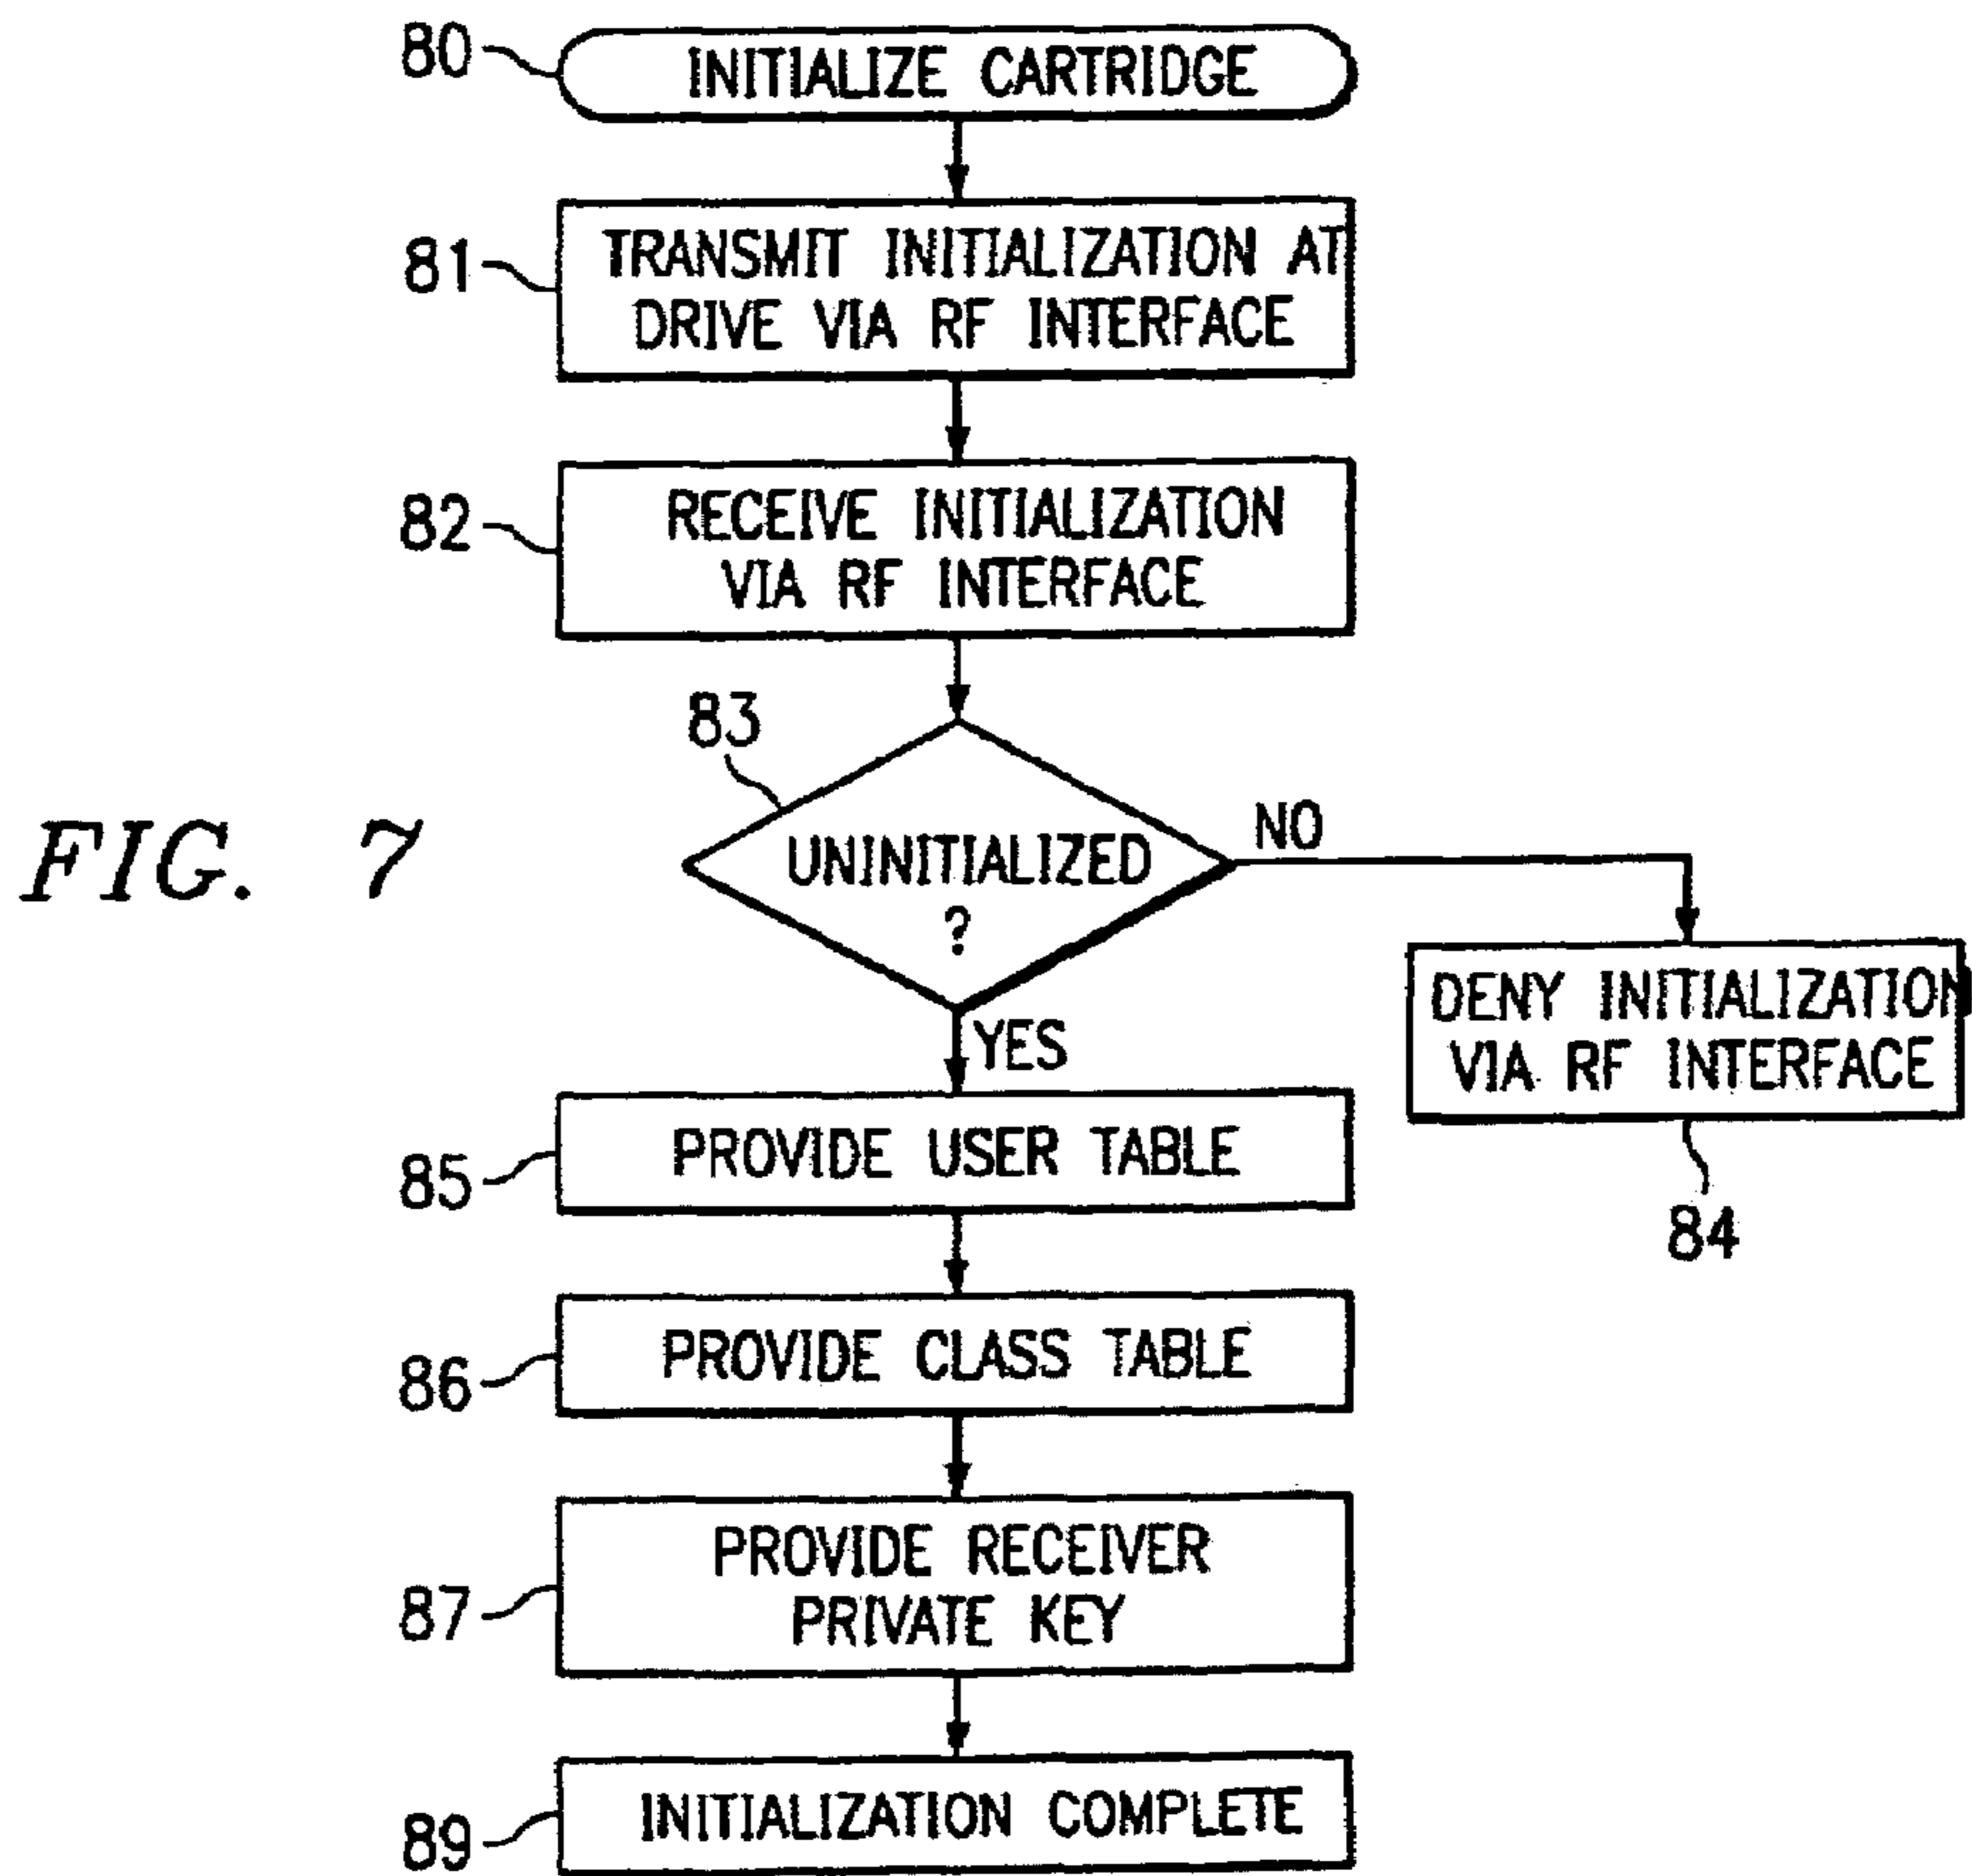 80
INITIALIZE CARTRIDGE
81
TRANSMIT INITIALIZATION AT
DRIVE VIA RF INTERFACE
82
RECEIVE INITIALIZATION
VIA RF INTERFACE
83
FIG. 7
UNINITIALIZED
?
NO
YES
DENY INITIALIZATION
VIA RF INTERFACE
84
85
PROVIDE USER TABLE
86
PROVIDE CLASS TABLE
87
PROVIDE RECEIVER
PRIVATE KEY
89
INITIALIZATION COMPLETE